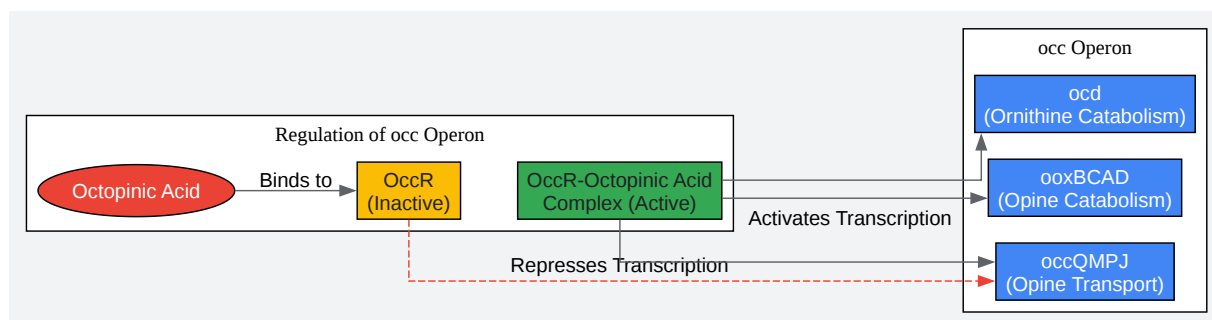 occ Operon
ocd
(Ornithine Catabolism)
Regulation of occ Operon
Octopinic Acid
Binds to
OccR
(Inactive)
OccR-Octopinic Acid
Complex (Active)
ooxBCAD
(Opine Catabolism)
Activates Transcription
Represses Transcription
occQMPJ
(Opine Transport)